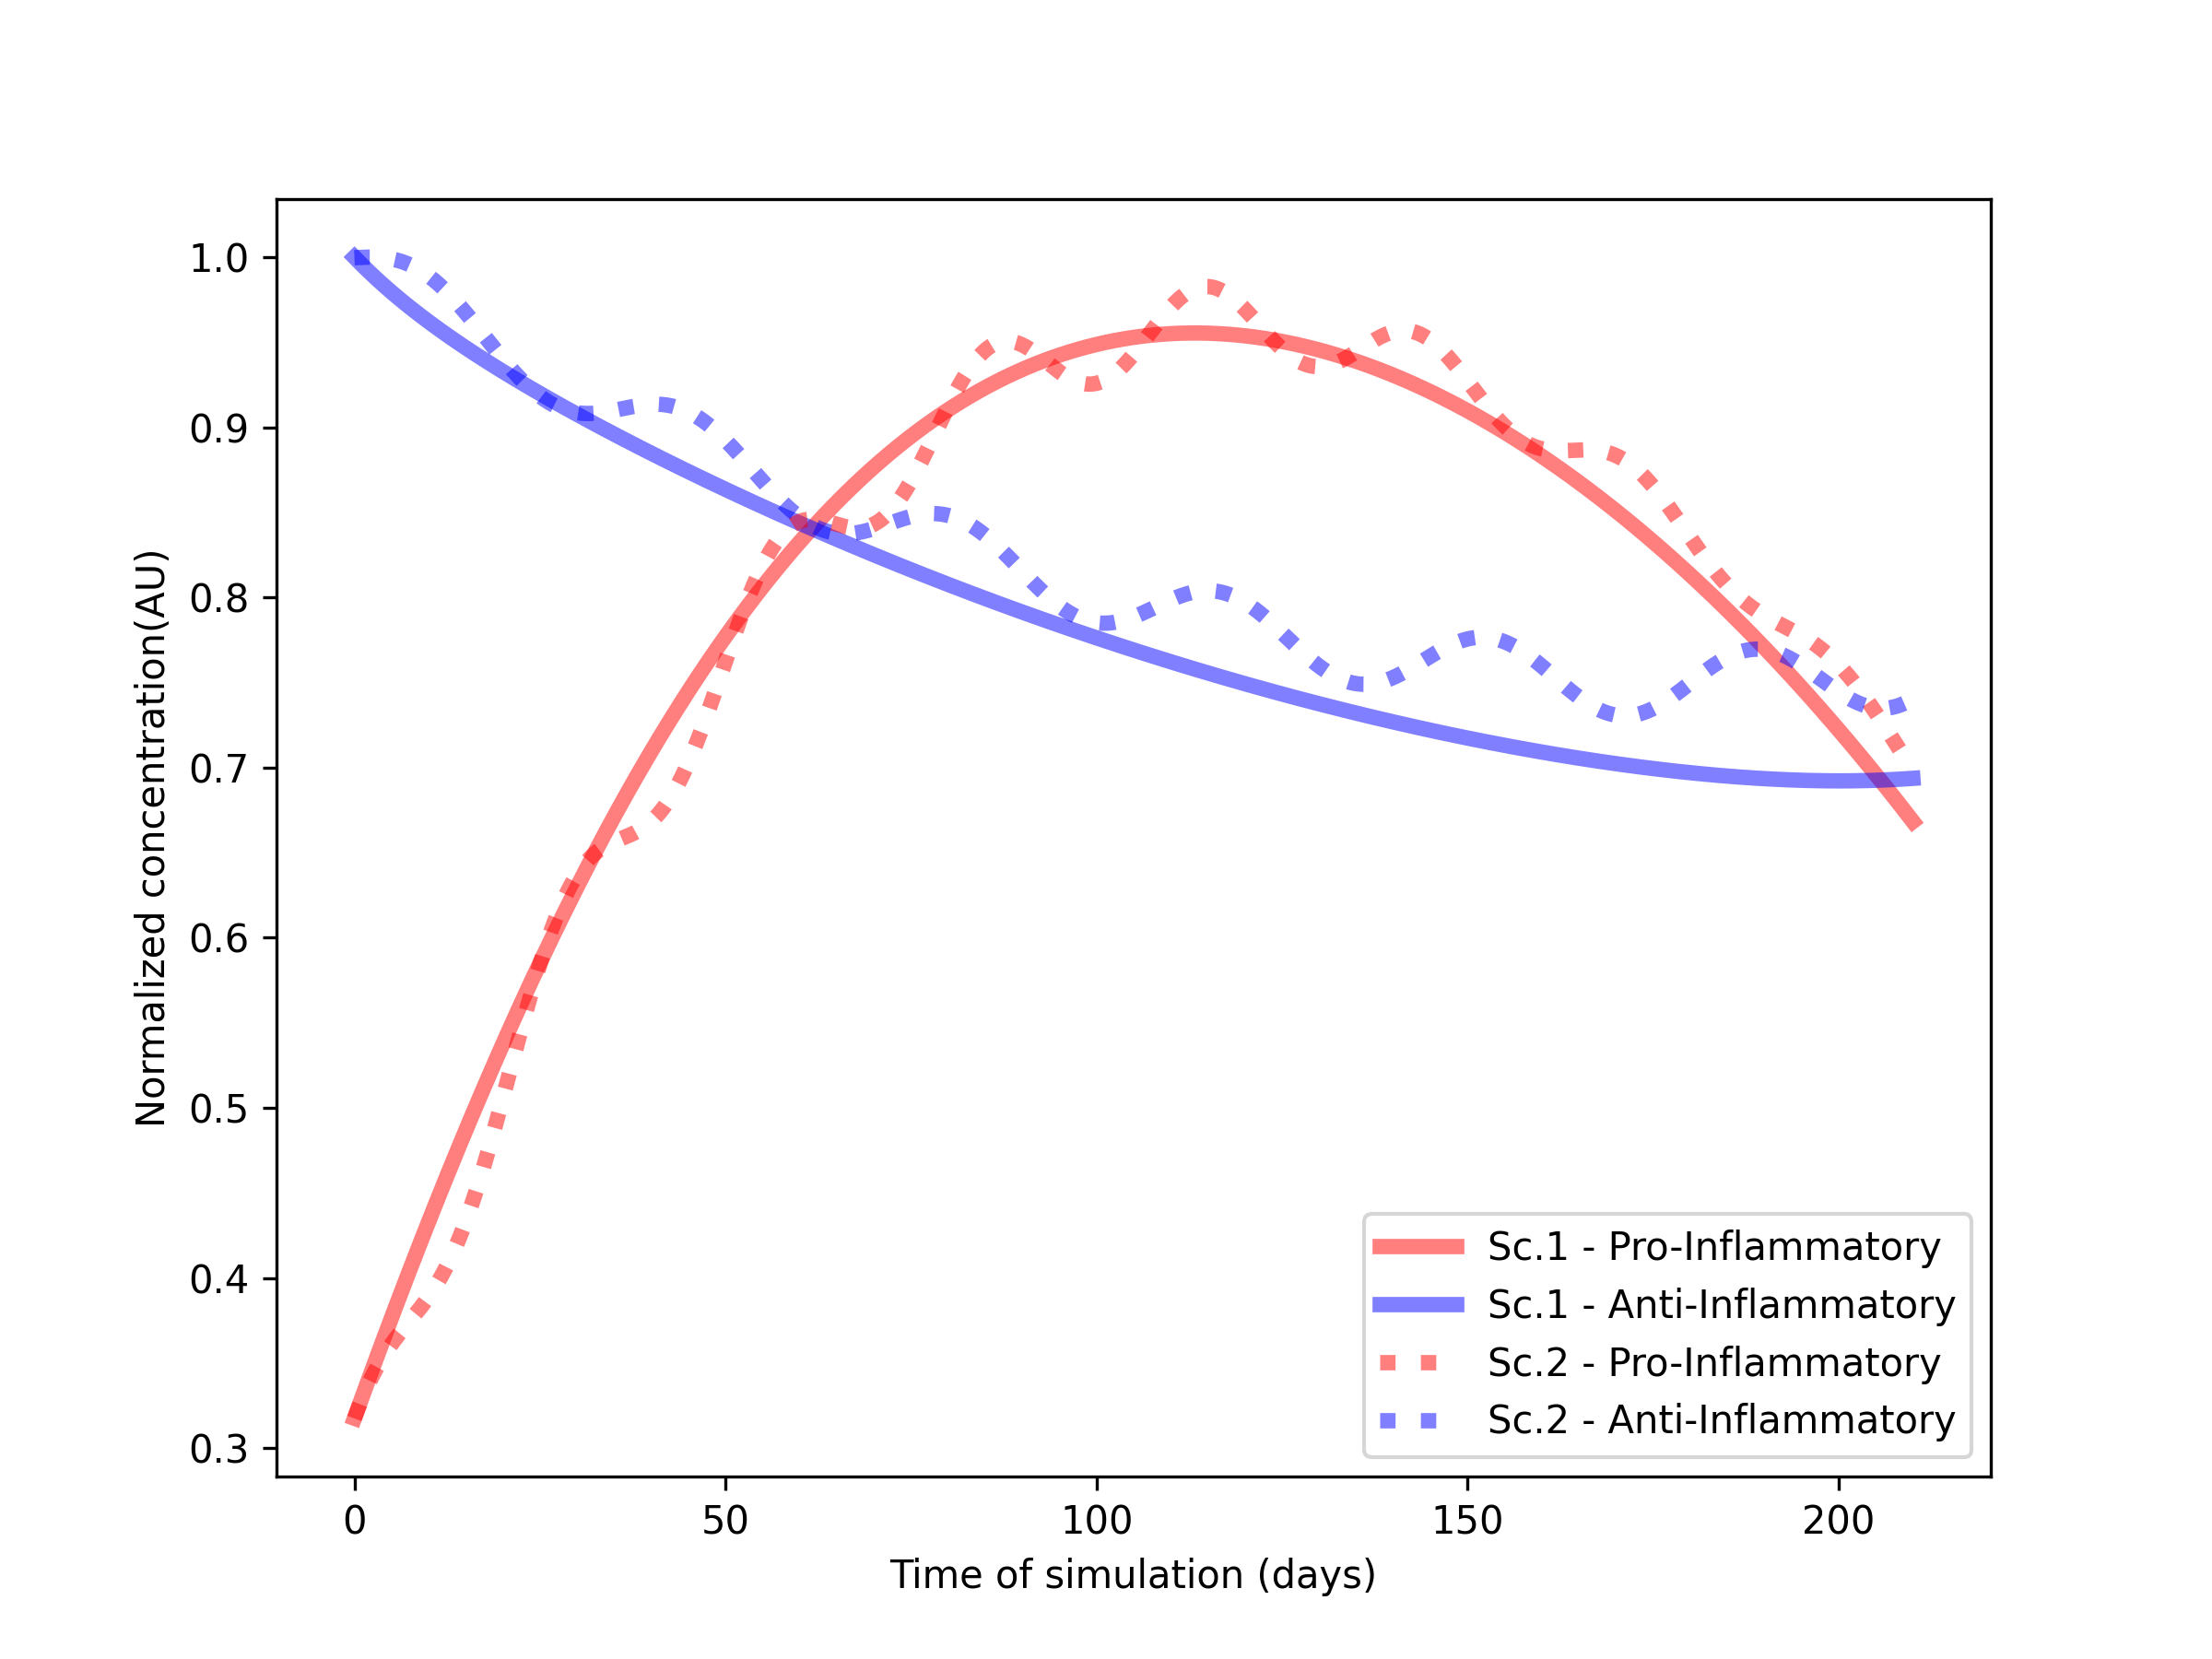 1.0
0.9
0.8
0.7
0.6
0.5
0.4
0.3
Normalized concentration(AU)
0 50 100 150 200
Time of simulation (days)
Sc.1 - Pro-Inflammatory
Sc.1 - Anti-Inflammatory
Sc.2 - Pro-Inflammatory
Sc.2 - Anti-Inflammatory